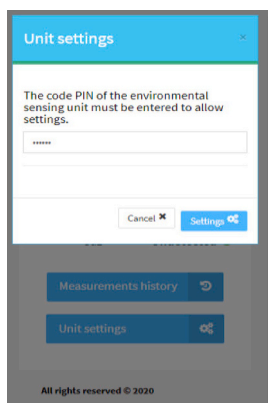 Unit settings ×
The code PIN of the environmental
sensing unit must be entered to allow
settings.
••••••
Cancel ✖ Settings
Measurements history
Unit settings
All rights reserved © 2020